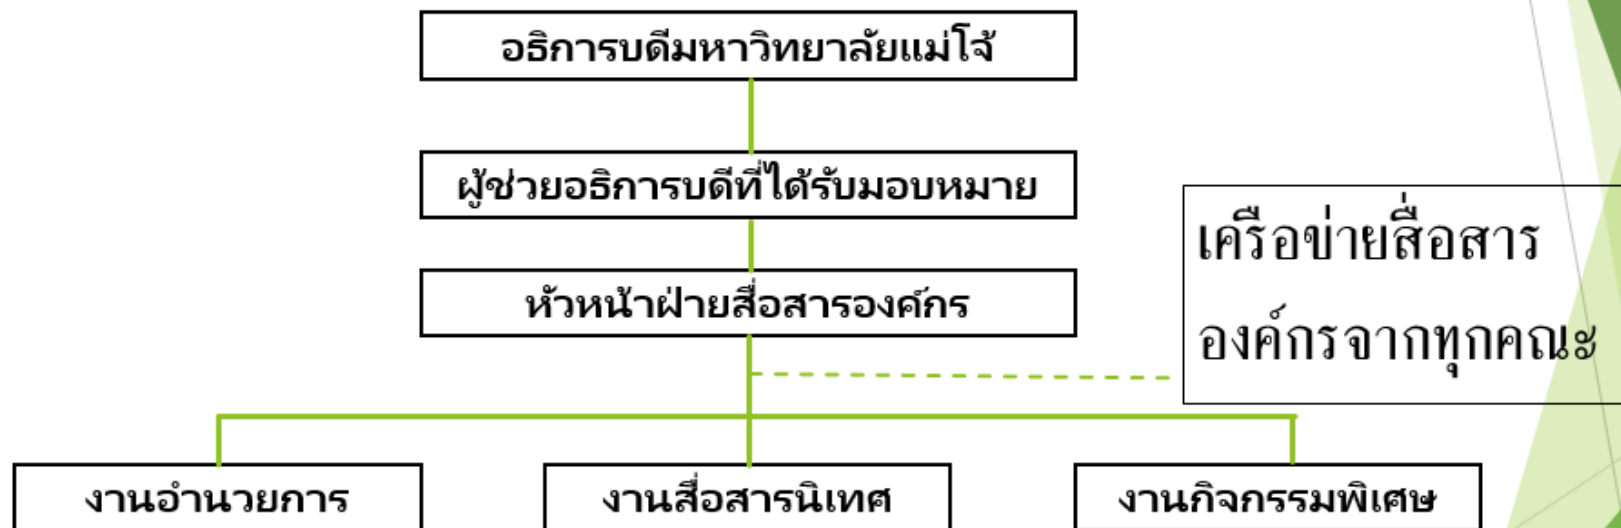 อธิการบดีมหาวิทยาลัยแม่โจ้
ผู้ช่วยอธิการบดีที่ได้รับมอบหมาย
หัวหน้าฝ่ายสื่อสารองค์กร
เครือข่ายสื่อสาร
องค์กรจากทุกคณะ
งานอำนวยการ
งานสื่อสารนิเทศ
งานกิจกรรมพิเศษ